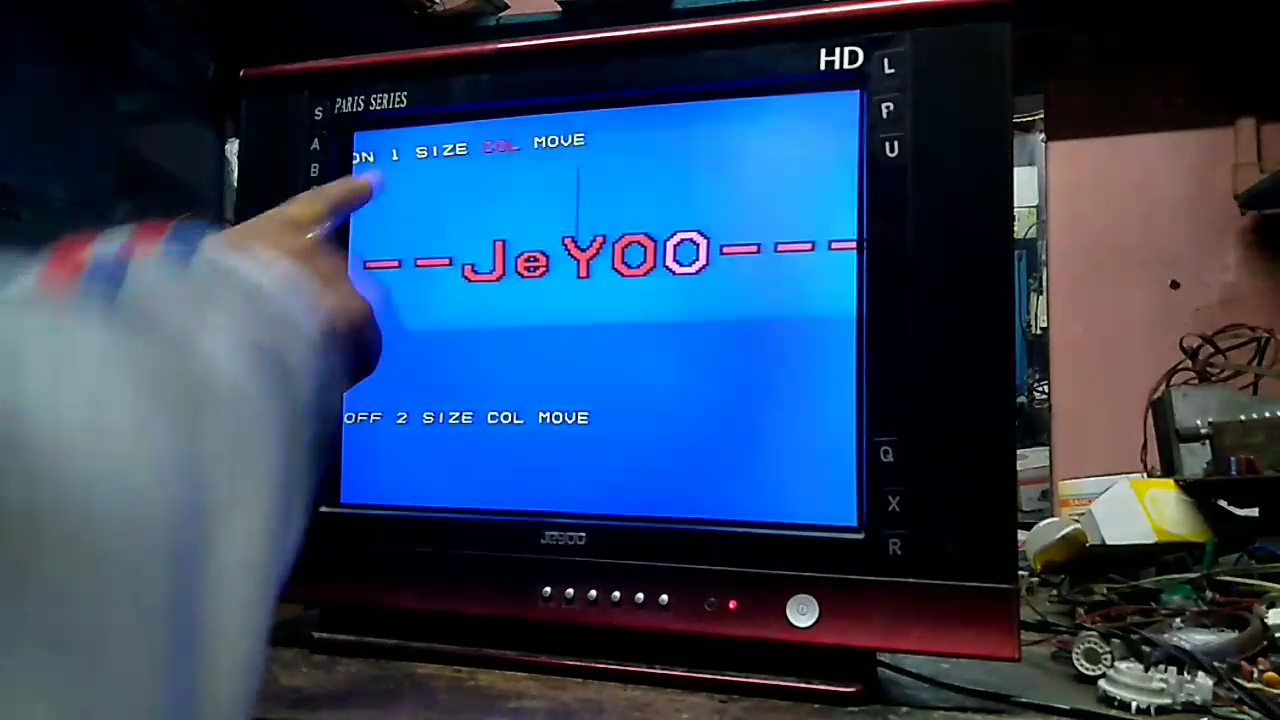 HD
PARIS SERIES
S
A
B
L
P
U
ON 1 SIZE COL MOVE
--JeYOO---
OFF 2 SIZE COL MOVE
Q
X
R
Jeyoo